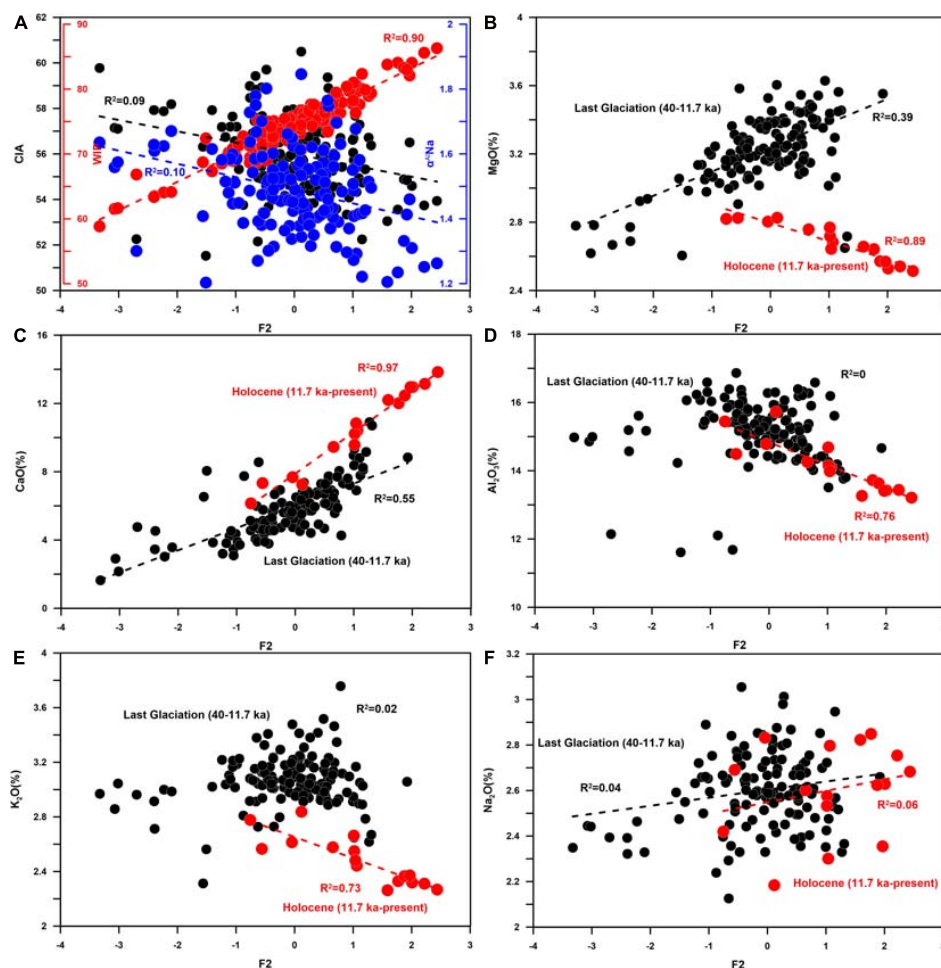 A
B
62
60
58
56
54
52
50
CIA
90
80
70
60
50
WIP
2
1.8
1.6
1.4
1.2
α^Al Na
R²=0.90
R²=0.09
R²=0.10
-4 -3 -2 -1 0 1 2 3
F2
4
3.6
3.2
2.8
2.4
MgO(%)
Last Glaciation (40-11.7 ka)
R²=0.39
R²=0.89
Holocene (11.7 ka-present)
-4 -3 -2 -1 0 1 2 3
F2
C
D
16
12
8
4
0
CaO(%)
R²=0.97
Holocene (11.7 ka-present)
R²=0.55
Last Glaciation (40-11.7 ka)
-4 -3 -2 -1 0 1 2 3
F2
18
16
14
12
10
Al₂O₃(%)
Last Glaciation (40-11.7 ka)
R²=0
R²=0.76
Holocene (11.7 ka-present)
-4 -3 -2 -1 0 1 2 3
F2
E
F
4
3.6
3.2
2.8
2.4
2
K₂O(%)
Last Glaciation (40-11.7 ka)
R²=0.02
R²=0.73
Holocene (11.7 ka-present)
-4 -3 -2 -1 0 1 2 3
F2
3.2
3
2.8
2.6
2.4
2.2
2
Na₂O(%)
Last Glaciation (40-11.7 ka)
R²=0.04
R²=0.06
Holocene (11.7 ka-present)
-4 -3 -2 -1 0 1 2 3
F2